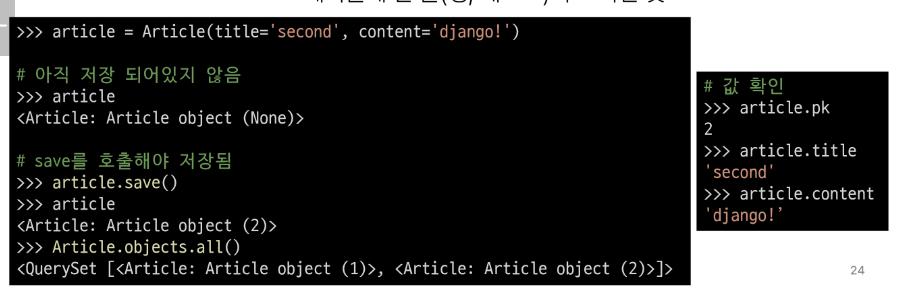 >>> article = Article(title='second', content='django!')
# 아직 저장 되어있지 않음
>>> article
<Article: Article object (None)>
# save를 호출해야 저장됨
>>> article.save()
>>> article
<Article: Article object (2)>
>>> Article.objects.all()
<QuerySet [<Article: Article object (1)>, <Article: Article object (2)>]>
# 값 확인
>>> article.pk
2
>>> article.title
'second'
>>> article.content
'django!’
24